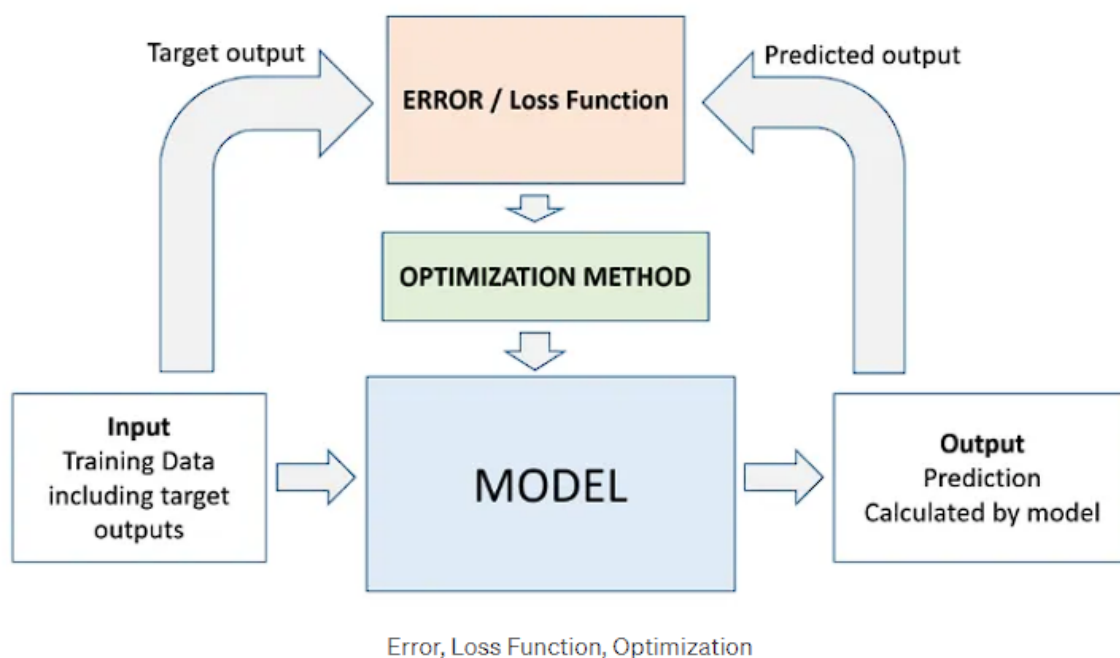 Target output
Predicted output
ERROR / Loss Function
OPTIMIZATION METHOD
Input
Training Data
including target
outputs
MODEL
Output
Prediction
Calculated by model
Error, Loss Function, Optimization